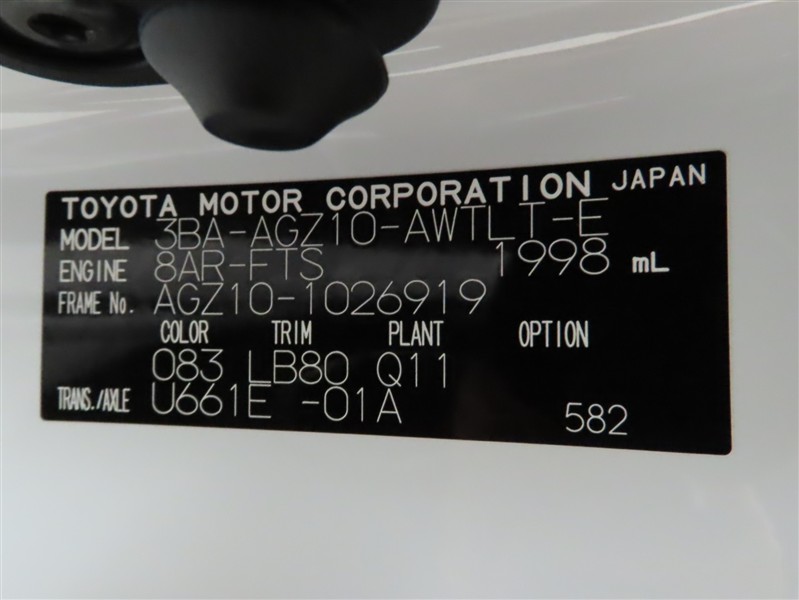 TOYOTA MOTOR CORPORATION JAPAN
MODEL 3BA-AGZ10-AWTLT-E
ENGINE 8AR-FTS 1998 mL
FRAME No. AGZ10-1026919
COLOR TRIM PLANT OPTION
083 LB80 Q11
TRANS./AXLE U661E -01A
582